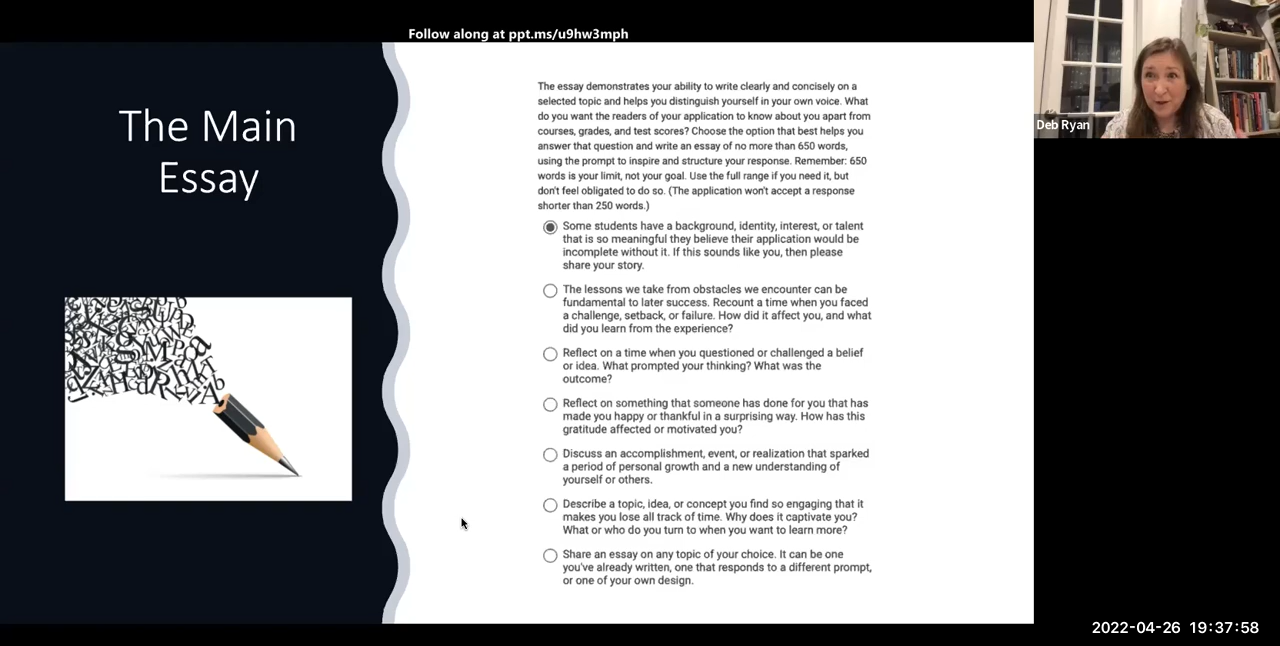 Follow along at ppt.ms/u9hw3mph
The Main
Essay
The essay demonstrates your ability to write clearly and concisely on a
selected topic and helps you distinguish yourself in your own voice. What
do you want the readers of your application to know about you apart from
courses, grades, and test scores? Choose the option that best helps you
answer that question and write an essay of no more than 650 words,
using the prompt to inspire and structure your response. Remember: 650
words is your limit, not your goal. Use the full range if you need it, but
don't feel obligated to do so. (The application won't accept a response
shorter than 250 words.)
Some students have a background, identity, interest, or talent
that is so meaningful they believe their application would be
incomplete without it. If this sounds like you, then please
share your story.
The lessons we take from obstacles we encounter can be
fundamental to later success. Recount a time when you faced
a challenge, setback, or failure. How did it affect you, and what
did you learn from the experience?
Reflect on a time when you questioned or challenged a belief
or idea. What prompted your thinking? What was the
outcome?
Reflect on something that someone has done for you that has
made you happy or thankful in a surprising way. How has this
gratitude affected or motivated you?
Discuss an accomplishment, event, or realization that sparked
a period of personal growth and a new understanding of
yourself or others.
Describe a topic, idea, or concept you find so engaging that it
makes you lose all track of time. Why does it captivate you?
What or who do you turn to when you want to learn more?
Share an essay on any topic of your choice. It can be one
you've already written, one that responds to a different prompt,
or one of your own design.
Deb Ryan
2022-04-26 19:37:58